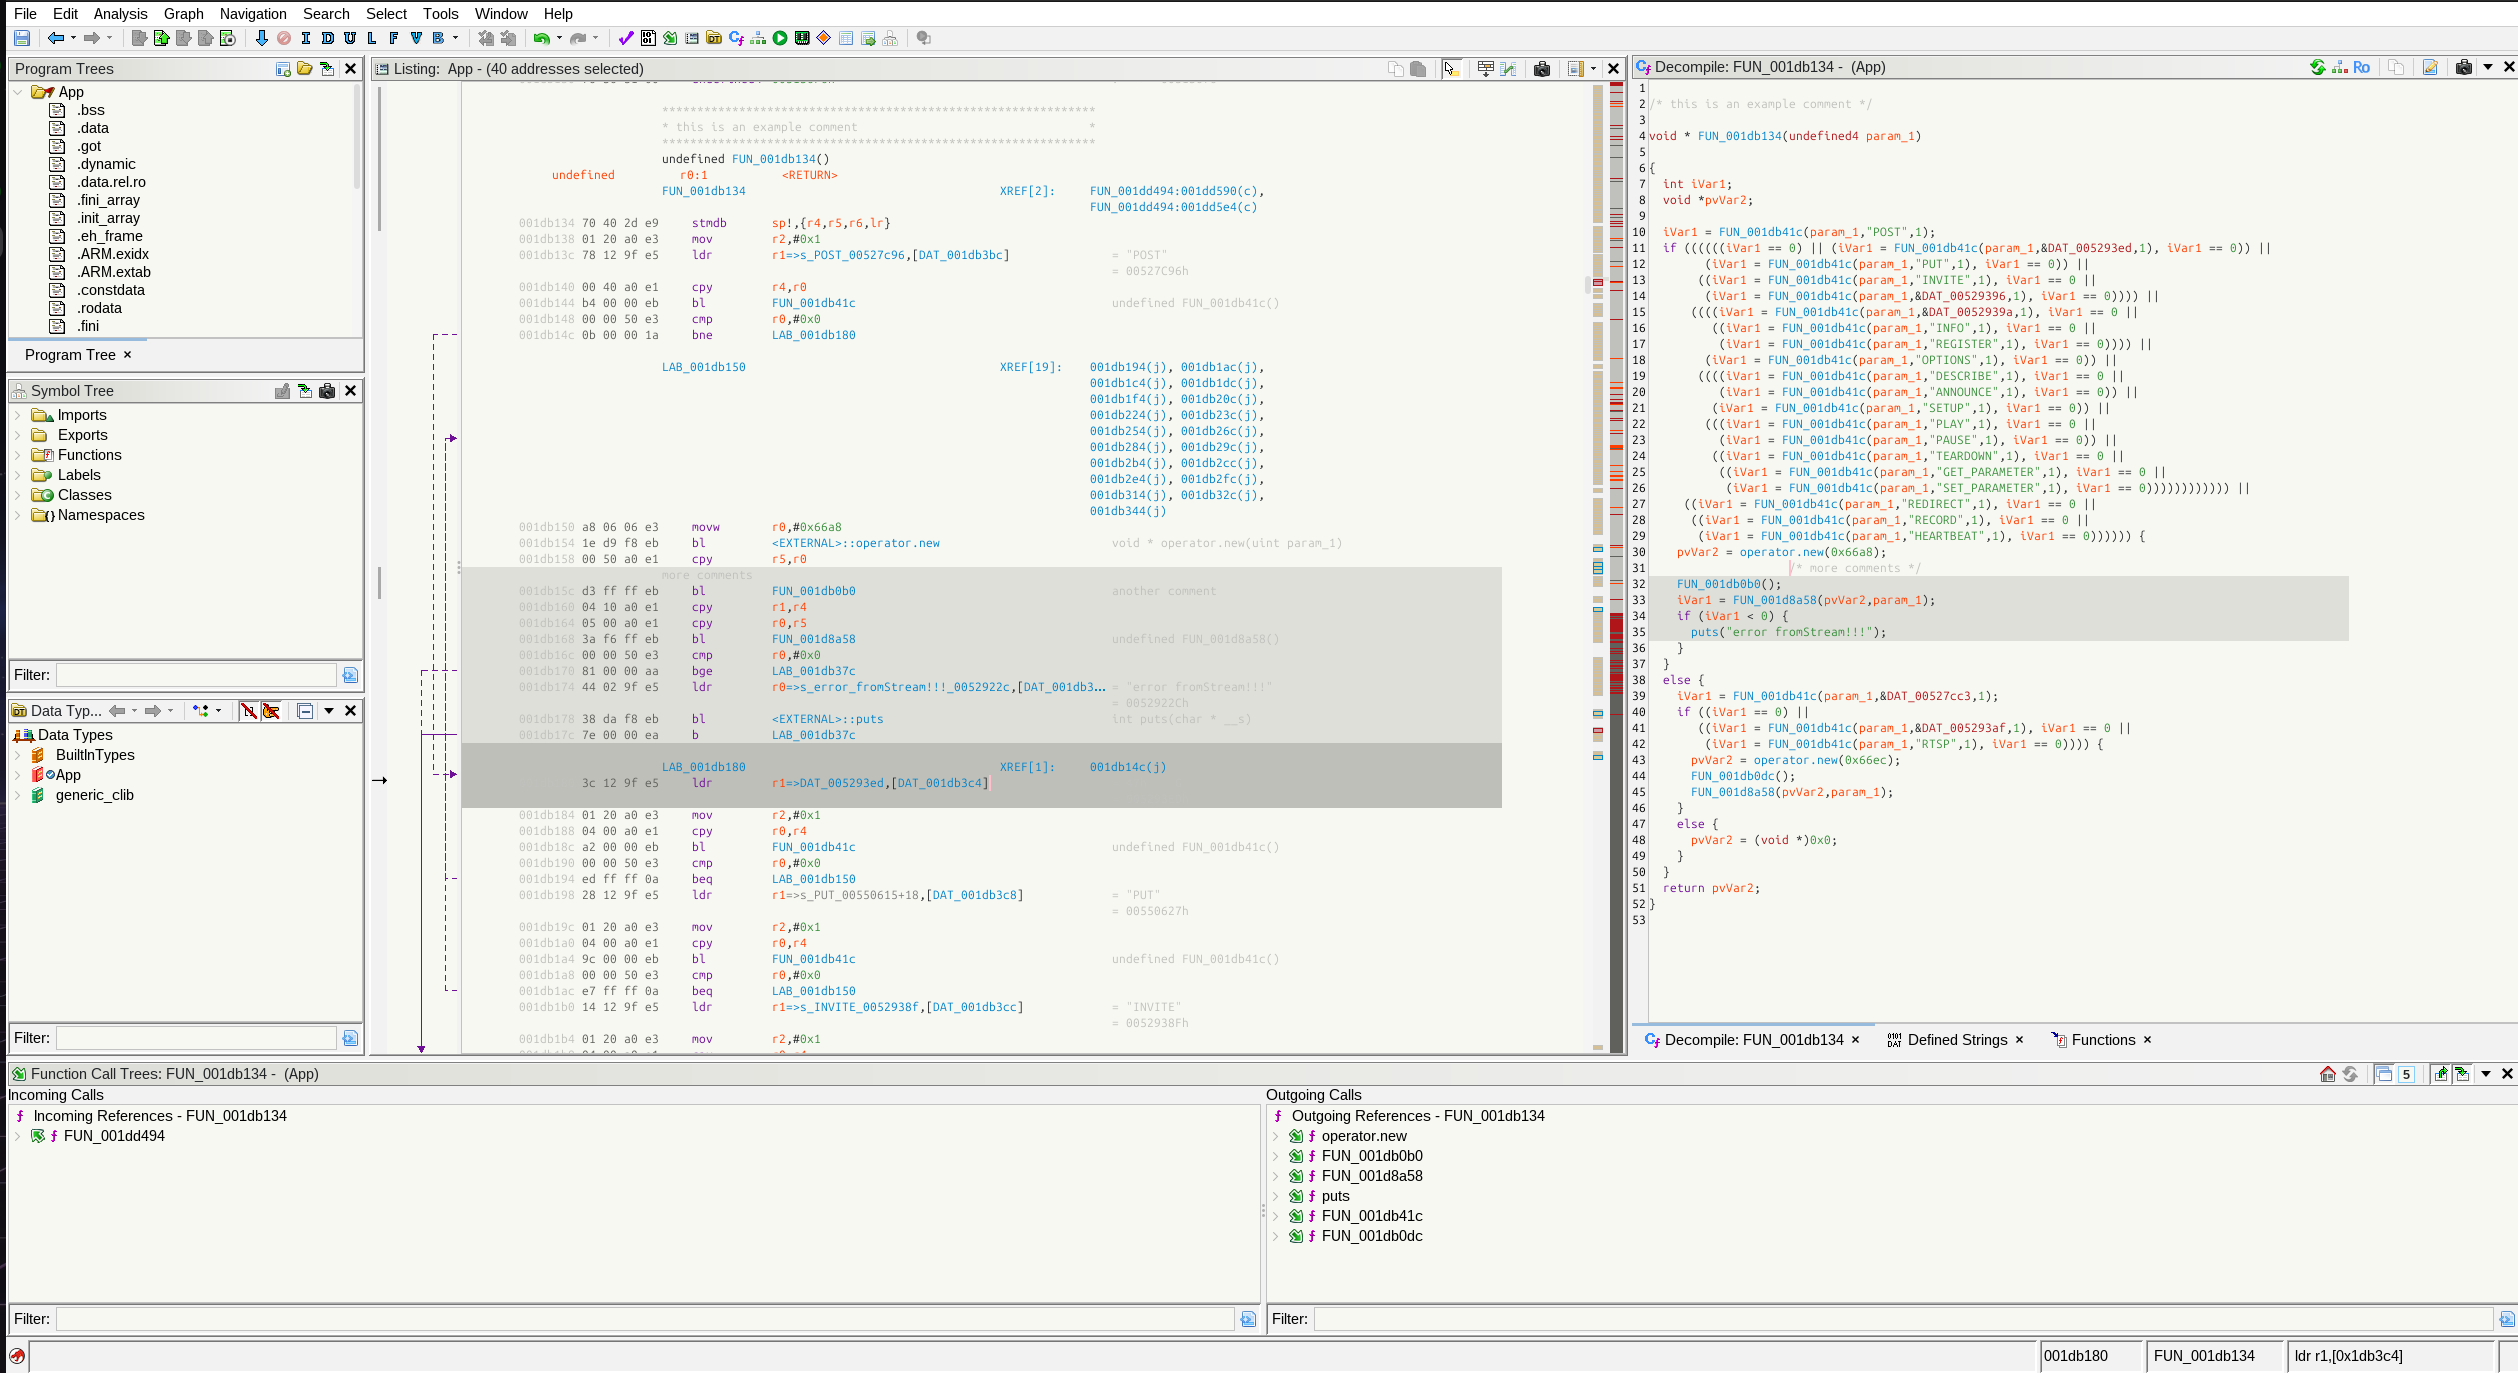 File Edit Analysis Graph Navigation Search Select Tools Window Help
I D U L F V B
Program Trees
App
.bss
.data
.got
.dynamic
.data.rel.ro
.fini_array
.init_array
.eh_frame
.ARM.exidx
.ARM.extab
.constdata
.rodata
.fini
Program Tree ×
Symbol Tree
Imports
Exports
Functions
Labels
Classes
Namespaces
Filter:
Data Typ...
Data Types
BuiltInTypes
App
generic_clib
Filter:
Listing: App - (40 addresses selected)
**************************************************************
* this is an example comment *
**************************************************************
undefined FUN_001db134()
undefined r0:1 <RETURN>
FUN_001db134 XREF[2]: FUN_001dd494:001dd590(c),
FUN_001dd494:001dd5e4(c)
001db134 70 40 2d e9 stmdb sp!,{r4,r5,r6,lr}
001db138 01 20 a0 e3 mov r2,#0x1
001db13c 78 12 9f e5 ldr r1=>s_POST_00527c96,[DAT_001db3bc] = "POST"
= 00527C96h
001db140 00 40 a0 e1 cpy r4,r0
001db144 b4 00 00 eb bl FUN_001db41c undefined FUN_001db41c()
001db148 00 00 50 e3 cmp r0,#0x0
001db14c 0b 00 00 1a bne LAB_001db180
LAB_001db150 XREF[19]: 001db194(j), 001db1ac(j),
001db1c4(j), 001db1dc(j),
001db1f4(j), 001db20c(j),
001db224(j), 001db23c(j),
001db254(j), 001db26c(j),
001db284(j), 001db29c(j),
001db2b4(j), 001db2cc(j),
001db2e4(j), 001db2fc(j),
001db314(j), 001db32c(j),
001db344(j)
001db150 a8 06 06 e3 movw r0,#0x66a8
001db154 1e d9 f8 eb bl <EXTERNAL>::operator.new void * operator.new(uint param_1)
001db158 00 50 a0 e1 cpy r5,r0
more comments
001db15c d3 ff ff eb bl FUN_001db0b0 another comment
001db160 04 10 a0 e1 cpy r1,r4
001db164 05 00 a0 e1 cpy r0,r5
001db168 3a f6 ff eb bl FUN_001d8a58 undefined FUN_001d8a58()
001db16c 00 00 50 e3 cmp r0,#0x0
001db170 81 00 00 aa bge LAB_001db37c
001db174 44 02 9f e5 ldr r0=>s_error_fromStream!!!_0052922c,[DAT_001db3... = "error fromStream!!!"
= 0052922Ch
001db178 38 da f8 eb bl <EXTERNAL>::puts int puts(char * __s)
001db17c 7e 00 00 ea b LAB_001db37c
LAB_001db180 XREF[1]: 001db14c(j)
3c 12 9f e5 ldr r1=>DAT_005293ed,[DAT_001db3c4]
001db184 01 20 a0 e3 mov r2,#0x1
001db188 04 00 a0 e1 cpy r0,r4
001db18c a2 00 00 eb bl FUN_001db41c undefined FUN_001db41c()
001db190 00 00 50 e3 cmp r0,#0x0
001db194 ed ff ff 0a beq LAB_001db150
001db198 28 12 9f e5 ldr r1=>s_PUT_00550615+18,[DAT_001db3c8] = "PUT"
= 00550627h
001db19c 01 20 a0 e3 mov r2,#0x1
001db1a0 04 00 a0 e1 cpy r0,r4
001db1a4 9c 00 00 eb bl FUN_001db41c undefined FUN_001db41c()
001db1a8 00 00 50 e3 cmp r0,#0x0
001db1ac e7 ff ff 0a beq LAB_001db150
001db1b0 14 12 9f e5 ldr r1=>s_INVITE_0052938f,[DAT_001db3cc] = "INVITE"
= 0052938Fh
001db1b4 01 20 a0 e3 mov r2,#0x1
Decompile: FUN_001db134 - (App)
Ro
1
2 /* this is an example comment */
3
4 void * FUN_001db134(undefined4 param_1)
5
6 {
7 int iVar1;
8 void *pvVar2;
9
10 iVar1 = FUN_001db41c(param_1,"POST",1);
11 if ((((((iVar1 == 0) || (iVar1 = FUN_001db41c(param_1,&DAT_005293ed,1), iVar1 == 0)) ||
12 (iVar1 = FUN_001db41c(param_1,"PUT",1), iVar1 == 0)) ||
13 ((iVar1 = FUN_001db41c(param_1,"INVITE",1), iVar1 == 0 ||
14 (iVar1 = FUN_001db41c(param_1,&DAT_00529396,1), iVar1 == 0)))) ||
15 ((((iVar1 = FUN_001db41c(param_1,&DAT_0052939a,1), iVar1 == 0 ||
16 ((iVar1 = FUN_001db41c(param_1,"INFO",1), iVar1 == 0 ||
17 (iVar1 = FUN_001db41c(param_1,"REGISTER",1), iVar1 == 0)))) ||
18 (iVar1 = FUN_001db41c(param_1,"OPTIONS",1), iVar1 == 0)) ||
19 ((((iVar1 = FUN_001db41c(param_1,"DESCRIBE",1), iVar1 == 0 ||
20 (iVar1 = FUN_001db41c(param_1,"ANNOUNCE",1), iVar1 == 0)) ||
21 (iVar1 = FUN_001db41c(param_1,"SETUP",1), iVar1 == 0)) ||
22 (((iVar1 = FUN_001db41c(param_1,"PLAY",1), iVar1 == 0 ||
23 (iVar1 = FUN_001db41c(param_1,"PAUSE",1), iVar1 == 0)) ||
24 ((iVar1 = FUN_001db41c(param_1,"TEARDOWN",1), iVar1 == 0 ||
25 ((iVar1 = FUN_001db41c(param_1,"GET_PARAMETER",1), iVar1 == 0 ||
26 (iVar1 = FUN_001db41c(param_1,"SET_PARAMETER",1), iVar1 == 0)))))))))))) ||
27 ((iVar1 = FUN_001db41c(param_1,"REDIRECT",1), iVar1 == 0 ||
28 ((iVar1 = FUN_001db41c(param_1,"RECORD",1), iVar1 == 0 ||
29 (iVar1 = FUN_001db41c(param_1,"HEARTBEAT",1), iVar1 == 0)))))) {
30 pvVar2 = operator.new(0x66a8);
31 /* more comments */
32 FUN_001db0b0();
33 iVar1 = FUN_001d8a58(pvVar2,param_1);
34 if (iVar1 < 0) {
35 puts("error fromStream!!!");
36 }
37 }
38 else {
39 iVar1 = FUN_001db41c(param_1,&DAT_00527cc3,1);
40 if ((iVar1 == 0) ||
41 ((iVar1 = FUN_001db41c(param_1,&DAT_005293af,1), iVar1 == 0 ||
42 (iVar1 = FUN_001db41c(param_1,"RTSP",1), iVar1 == 0)))) {
43 pvVar2 = operator.new(0x66ec);
44 FUN_001db0dc();
45 FUN_001d8a58(pvVar2,param_1);
46 }
47 else {
48 pvVar2 = (void *)0x0;
49 }
50 }
51 return pvVar2;
52 }
53
Decompile: FUN_001db134 × Defined Strings × Functions ×
Function Call Trees: FUN_001db134 - (App)
5
Incoming Calls
Incoming References - FUN_001db134
FUN_001dd494
Filter:
Outgoing Calls
Outgoing References - FUN_001db134
operator.new
FUN_001db0b0
FUN_001d8a58
puts
FUN_001db41c
FUN_001db0dc
Filter:
001db180 FUN_001db134 ldr r1,[0x1db3c4]